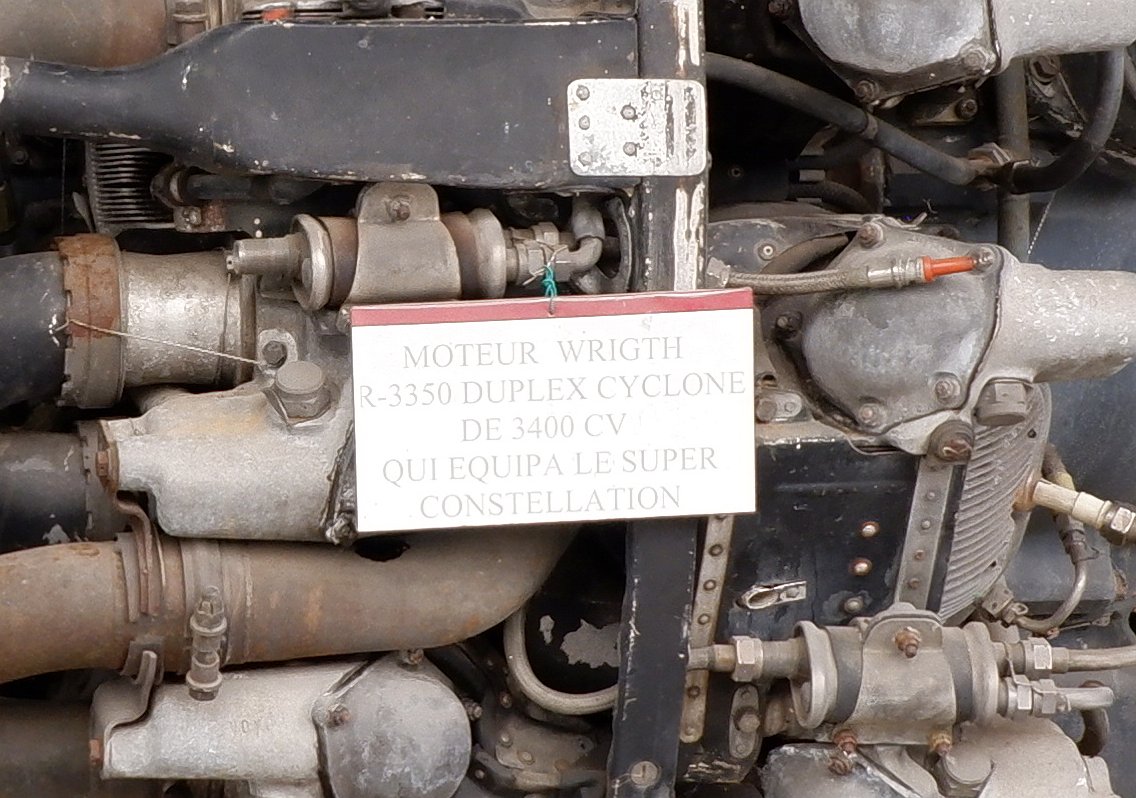 MOTEUR WRIGTH
R-3350 DUPLEX CYCLONE
DE 3400 CV
QUI EQUIPA LE SUPER
CONSTELLATION